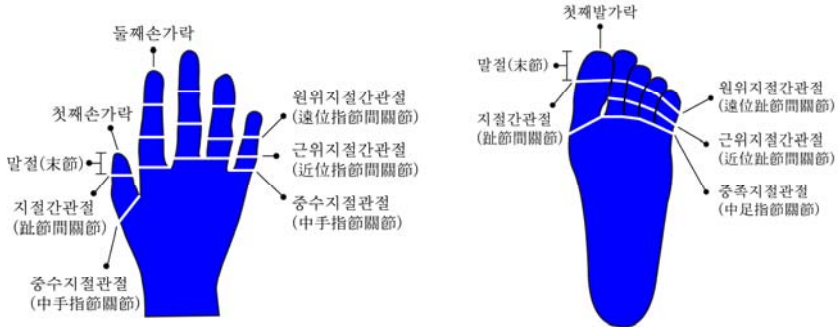 둘째손가락
첫째손가락
말절(末節)
지절간관절
(趾節間關節)
중수지절관절
(中手指節關節)
원위지절간관절
(遠位指節間關節)
근위지절간관절
(近位指節間關節)
중수지절관절
(中手指節關節)
첫째발가락
말절(末節)
지절간관절
(趾節間關節)
원위지절간관절
(遠位趾節間關節)
근위지절간관절
(近位趾節間關節)
중족지절관절
(中足指節關節)